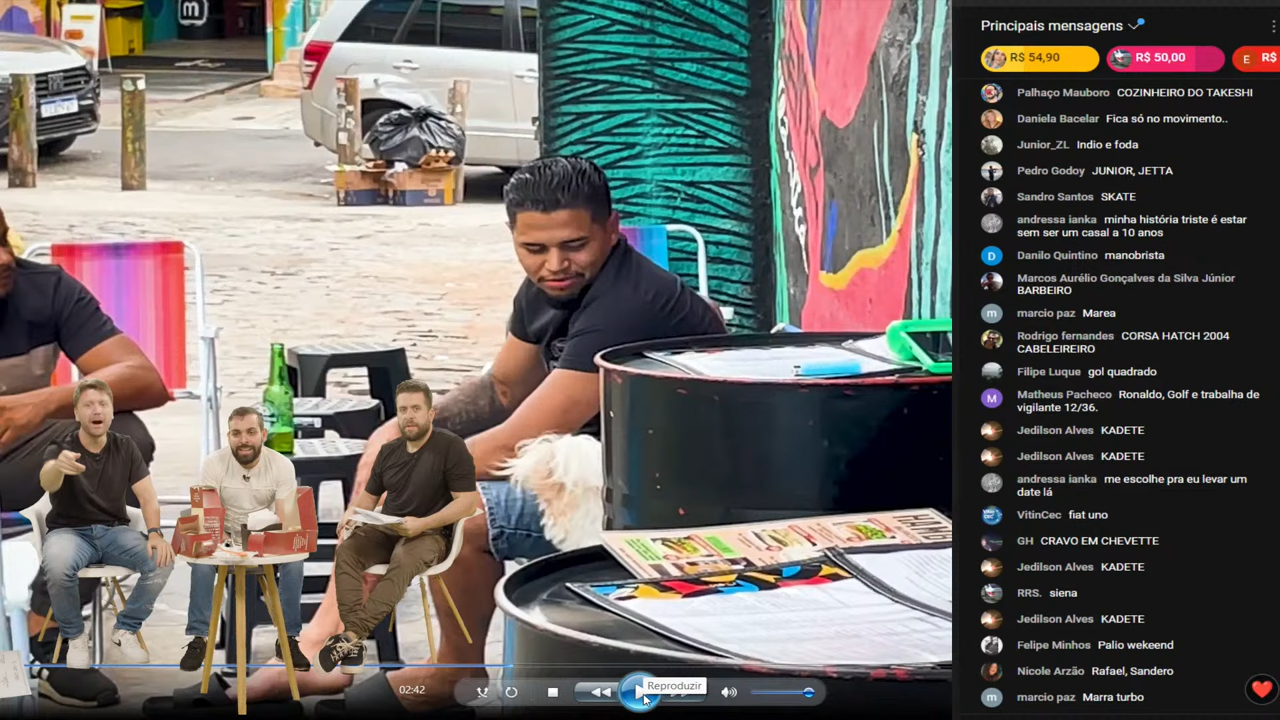 m
Principais mensagens
R$ 54,90
R$ 50,00
E R$
Palhaço Mauboro COZINHEIRO DO TAKESHI
Daniela Bacelar Fica só no movimento..
Junior_ZL Indio e foda
Pedro Godoy JUNIOR, JETTA
Sandro Santos SKATE
andressa ianka minha história triste é estar
sem ser um casal a 10 anos
D Danilo Quintino manobrista
Marcos Aurélio Gonçalves da Silva Júnior
BARBEIRO
m marcio paz Marea
Rodrigo fernandes CORSA HATCH 2004
CABELEIREIRO
Filipe Luque gol quadrado
M Matheus Pacheco Ronaldo, Golf e trabalha de
vigilante 12/36.
Jedilson Alves KADETE
Jedilson Alves KADETE
andressa ianka me escolhe pra eu levar um
date lá
VitinCec fiat uno
GH CRAVO EM CHEVETTE
Jedilson Alves KADETE
RRS. siena
Jedilson Alves KADETE
Felipe Minhos Palio wekeend
Nicole Arzão Rafael, Sandero
m marcio paz Marra turbo
02:42
Reproduzir